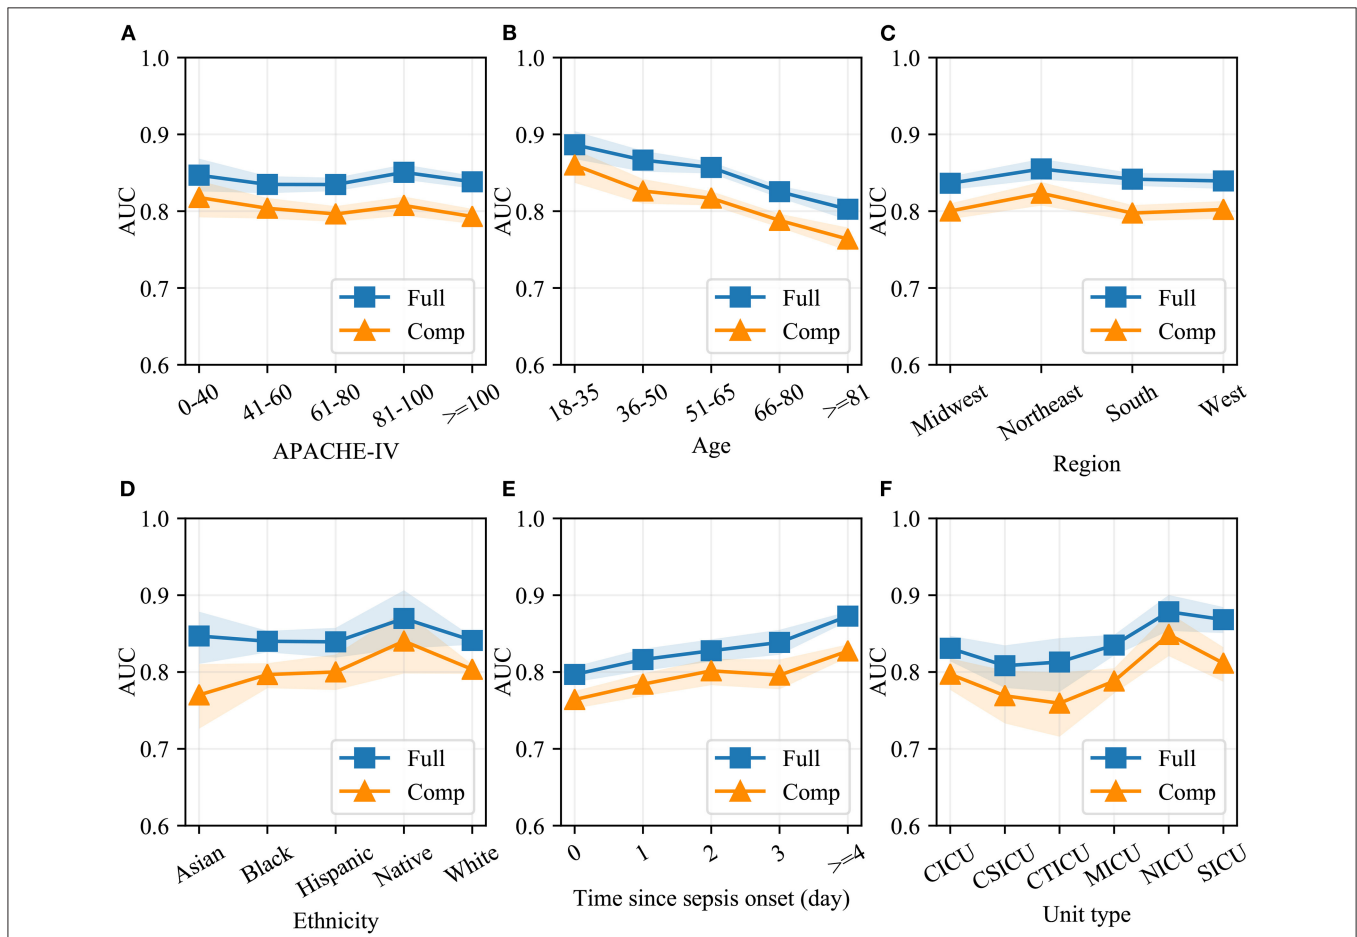 A
1.0
0.9
0.8
0.7
0.6
AUC
Full
Comp
0-40
41-60
61-80
81-100
>=100
APACHE-IV
B
1.0
0.9
0.8
0.7
0.6
AUC
Full
Comp
18-35
36-50
51-65
66-80
>=81
Age
C
1.0
0.9
0.8
0.7
0.6
AUC
Full
Comp
Midwest
Northeast
South
West
Region
D
1.0
0.9
0.8
0.7
0.6
AUC
Full
Comp
Asian
Black
Hispanic
Native
White
Ethnicity
E
1.0
0.9
0.8
0.7
0.6
AUC
Full
Comp
0
1
2
3
>=4
Time since sepsis onset (day)
F
1.0
0.9
0.8
0.7
0.6
AUC
Full
Comp
CICU
CSICU
CTICU
MICU
NICU
SICU
Unit type